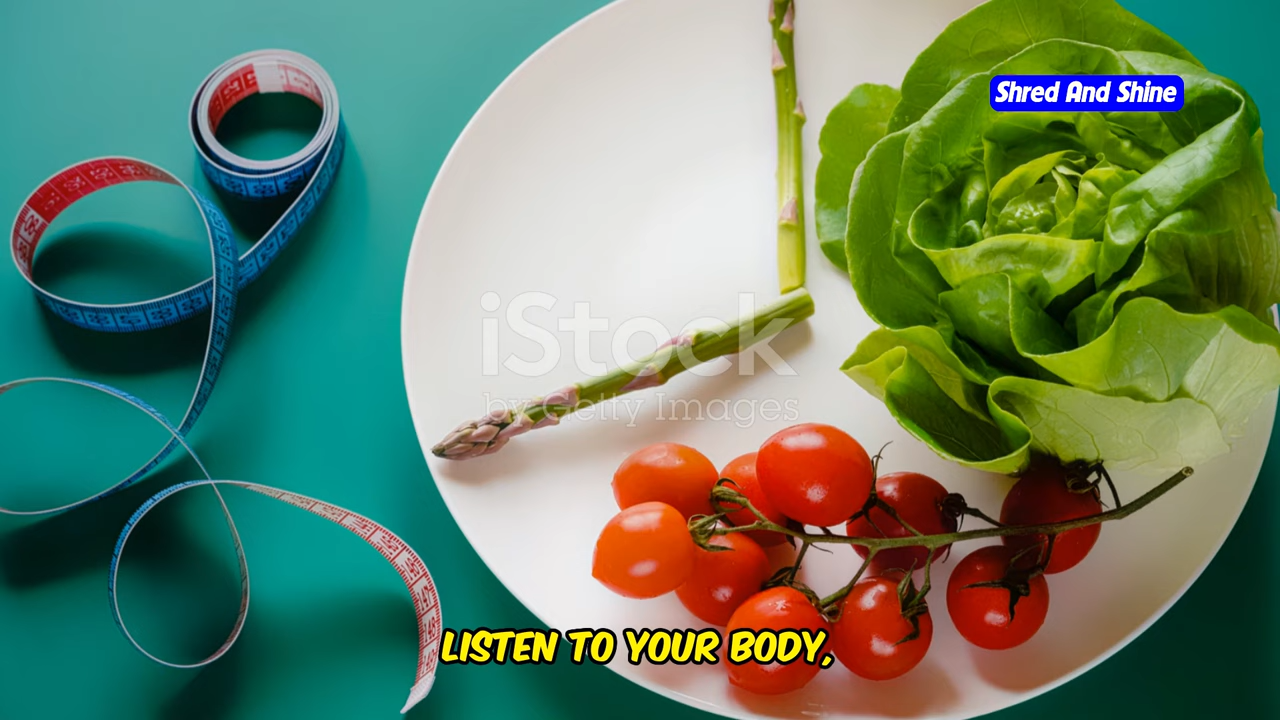 Shred And Shine
iStock
by Getty Images
LISTEN TO YOUR BODY,